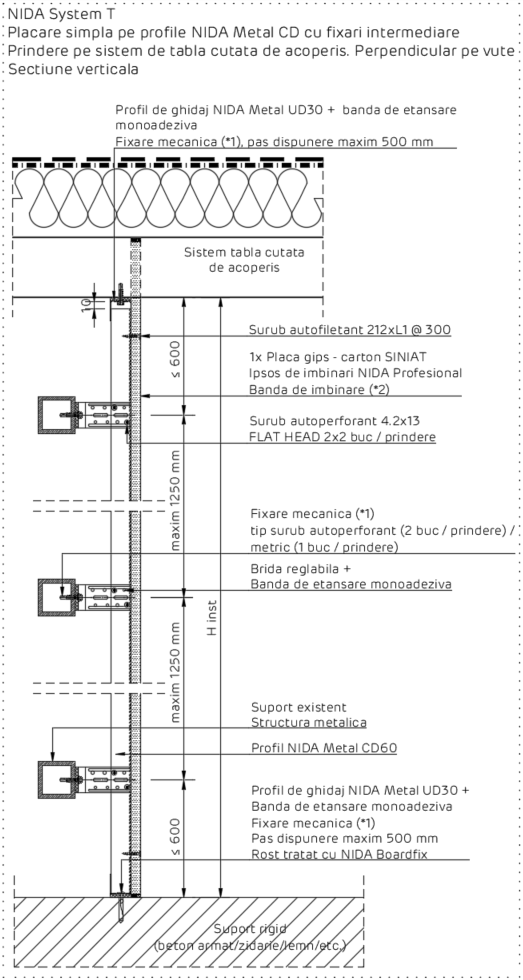 NIDA System T
Placare simpla pe profile NIDA Metal CD cu fixari intermediare
Prindere pe sistem de tabla cutata de acoperis. Perpendicular pe vute
Sectiune verticala
Profil de ghidaj NIDA Metal UD30 + banda de etansare
monoadeziva
Fixare mecanica (*1), pas dispunere maxim 500 mm
Sistem tabla cutata
de acoperis
10
≤ 600
Surub autofiletant 212xL1 @ 300
1x Placa gips - carton SINIAT
Ipsos de imbinari NIDA Profesional
Banda de imbinare (*2)
Surub autoperforant 4.2x13
FLAT HEAD 2x2 buc / prindere
maxim 1250 mm
Fixare mecanica (*1)
tip surub autoperforant (2 buc / prindere) /
metric (1 buc / prindere)
Brida reglabila +
Banda de etansare monoadeziva
H inst
maxim 1250 mm
Suport existent
Structura metalica
Profil NIDA Metal CD60
Profil de ghidaj NIDA Metal UD30 +
Banda de etansare monoadeziva
Fixare mecanica (*1)
Pas dispunere maxim 500 mm
Rost tratat cu NIDA Boardfix
≤ 600
Suport rigid
(beton armat/zidarie/lemn/etc.)